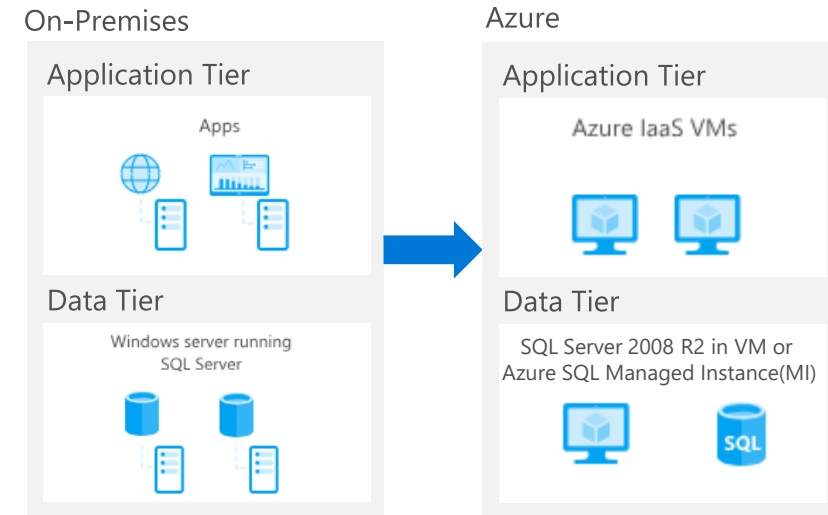 On-Premises
Application Tier
Apps
Data Tier
Windows server running
SQL Server
Azure
Application Tier
Azure IaaS VMs
Data Tier
SQL Server 2008 R2 in VM or
Azure SQL Managed Instance(MI)
SQL